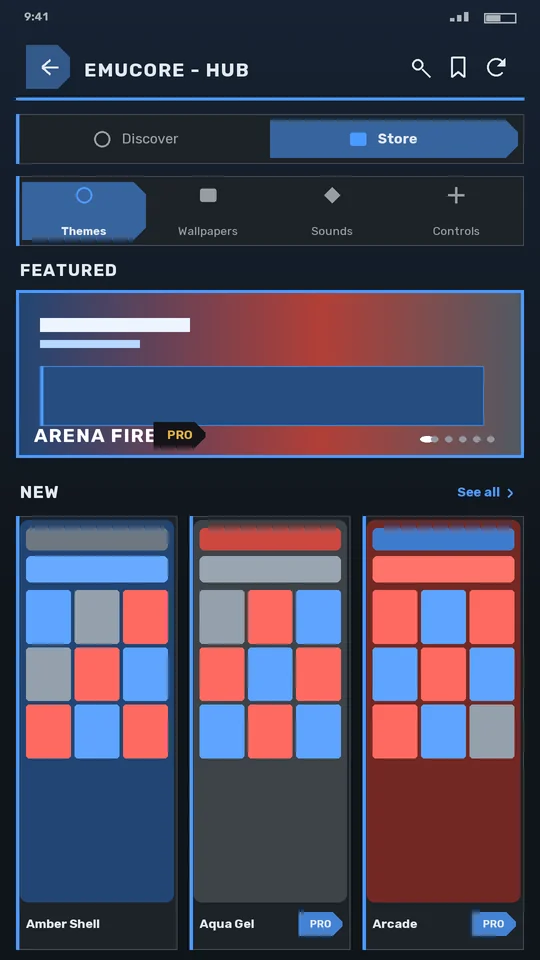 9:41
EMUCORE - HUB
Discover
Store
Themes
Wallpapers
Sounds
Controls
FEATURED
ARENA FIRE PRO
NEW
See all
Amber Shell
Aqua Gel PRO
Arcade PRO